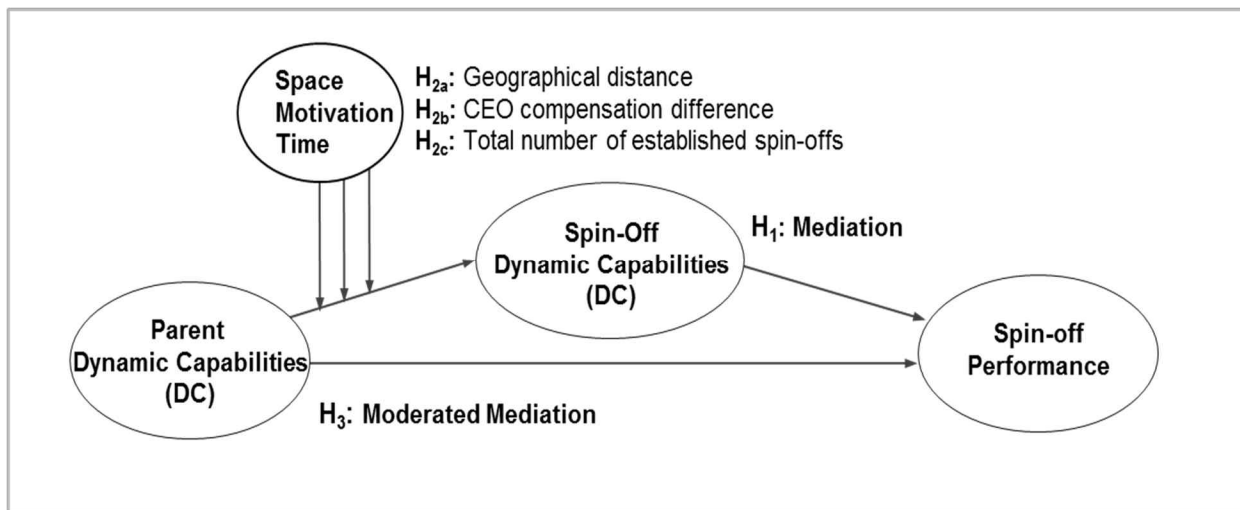 Space
Motivation
Time
H2a: Geographical distance
H2b: CEO compensation difference
H2c: Total number of established spin-offs
Spin-Off
Dynamic Capabilities
(DC)
H1: Mediation
Parent
Dynamic Capabilities
(DC)
Spin-off
Performance
H3: Moderated Mediation